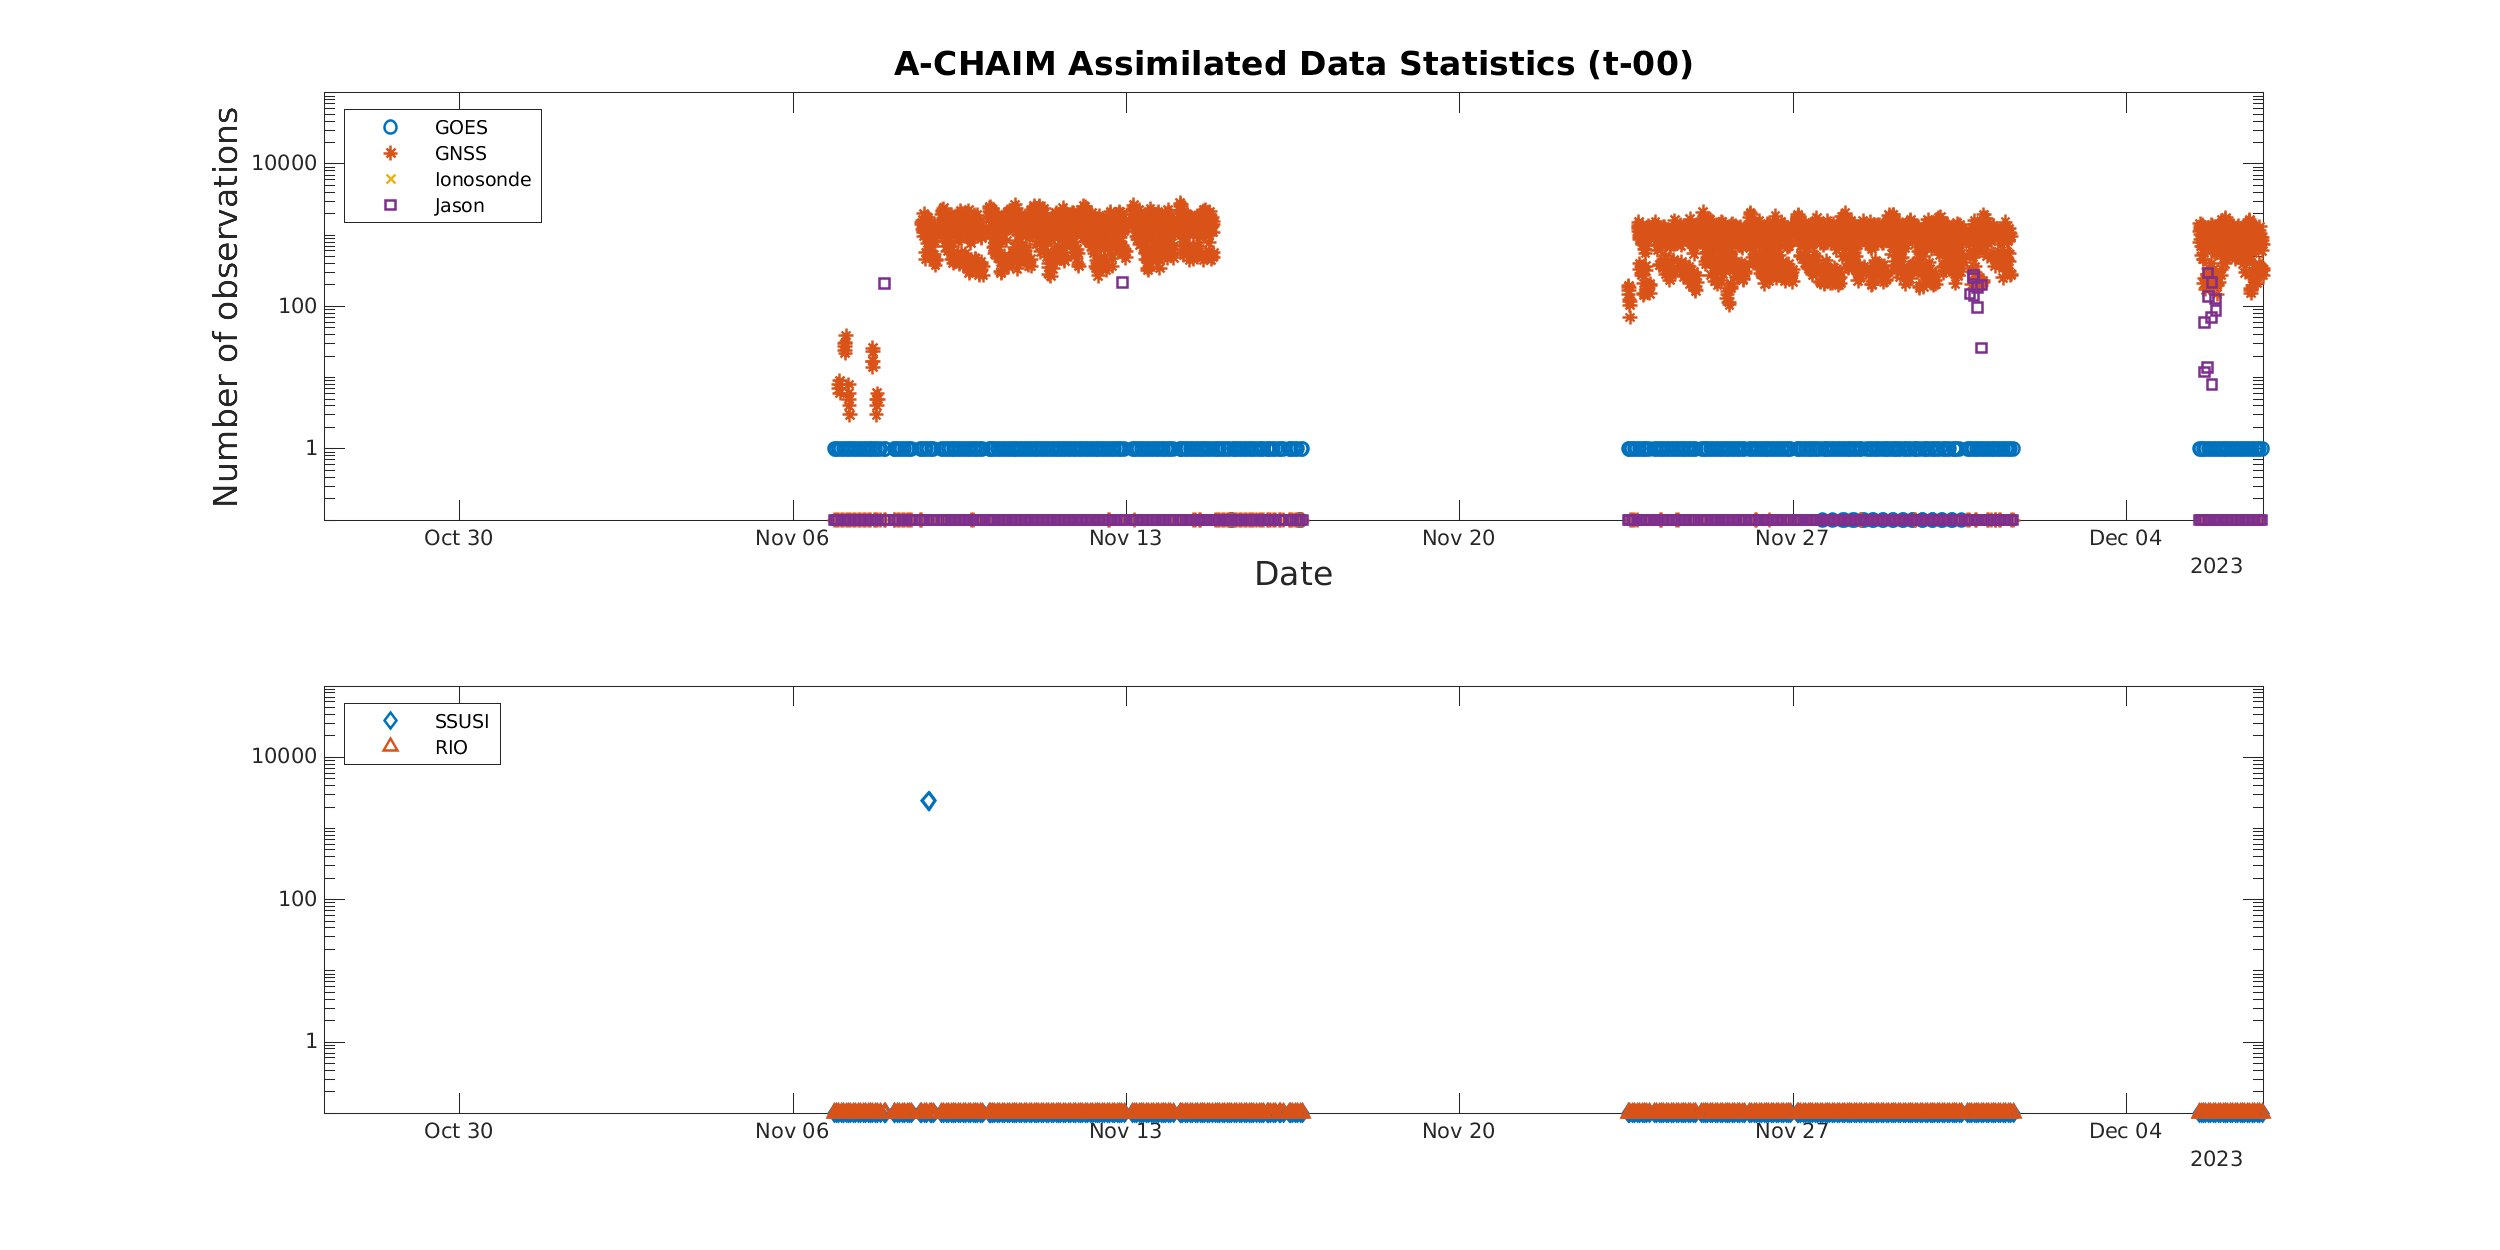 A-CHAIM Assimilated Data Statistics (t-00)
Number of observations
10000
100
1
GOES
GNSS
Ionosonde
Jason
Oct 30 Nov 06 Nov 13 Nov 20 Nov 27 Dec 04
2023
Date
10000
100
1
SSUSI
RIO
Oct 30 Nov 06 Nov 13 Nov 20 Nov 27 Dec 04
2023